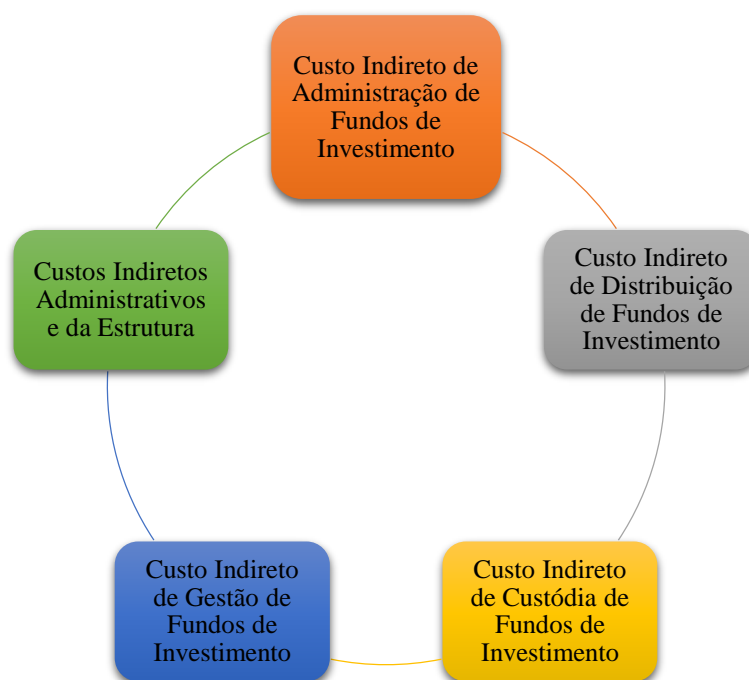 Custo Indireto de
Administração de
Fundos de
Investimento
Custo Indireto
de Distribuição
de Fundos de
Investimento
Custo Indireto
de Custódia de
Fundos de
Investimento
Custo Indireto
de Gestão de
Fundos de
Investimento
Custos Indiretos
Administrativos
e da Estrutura